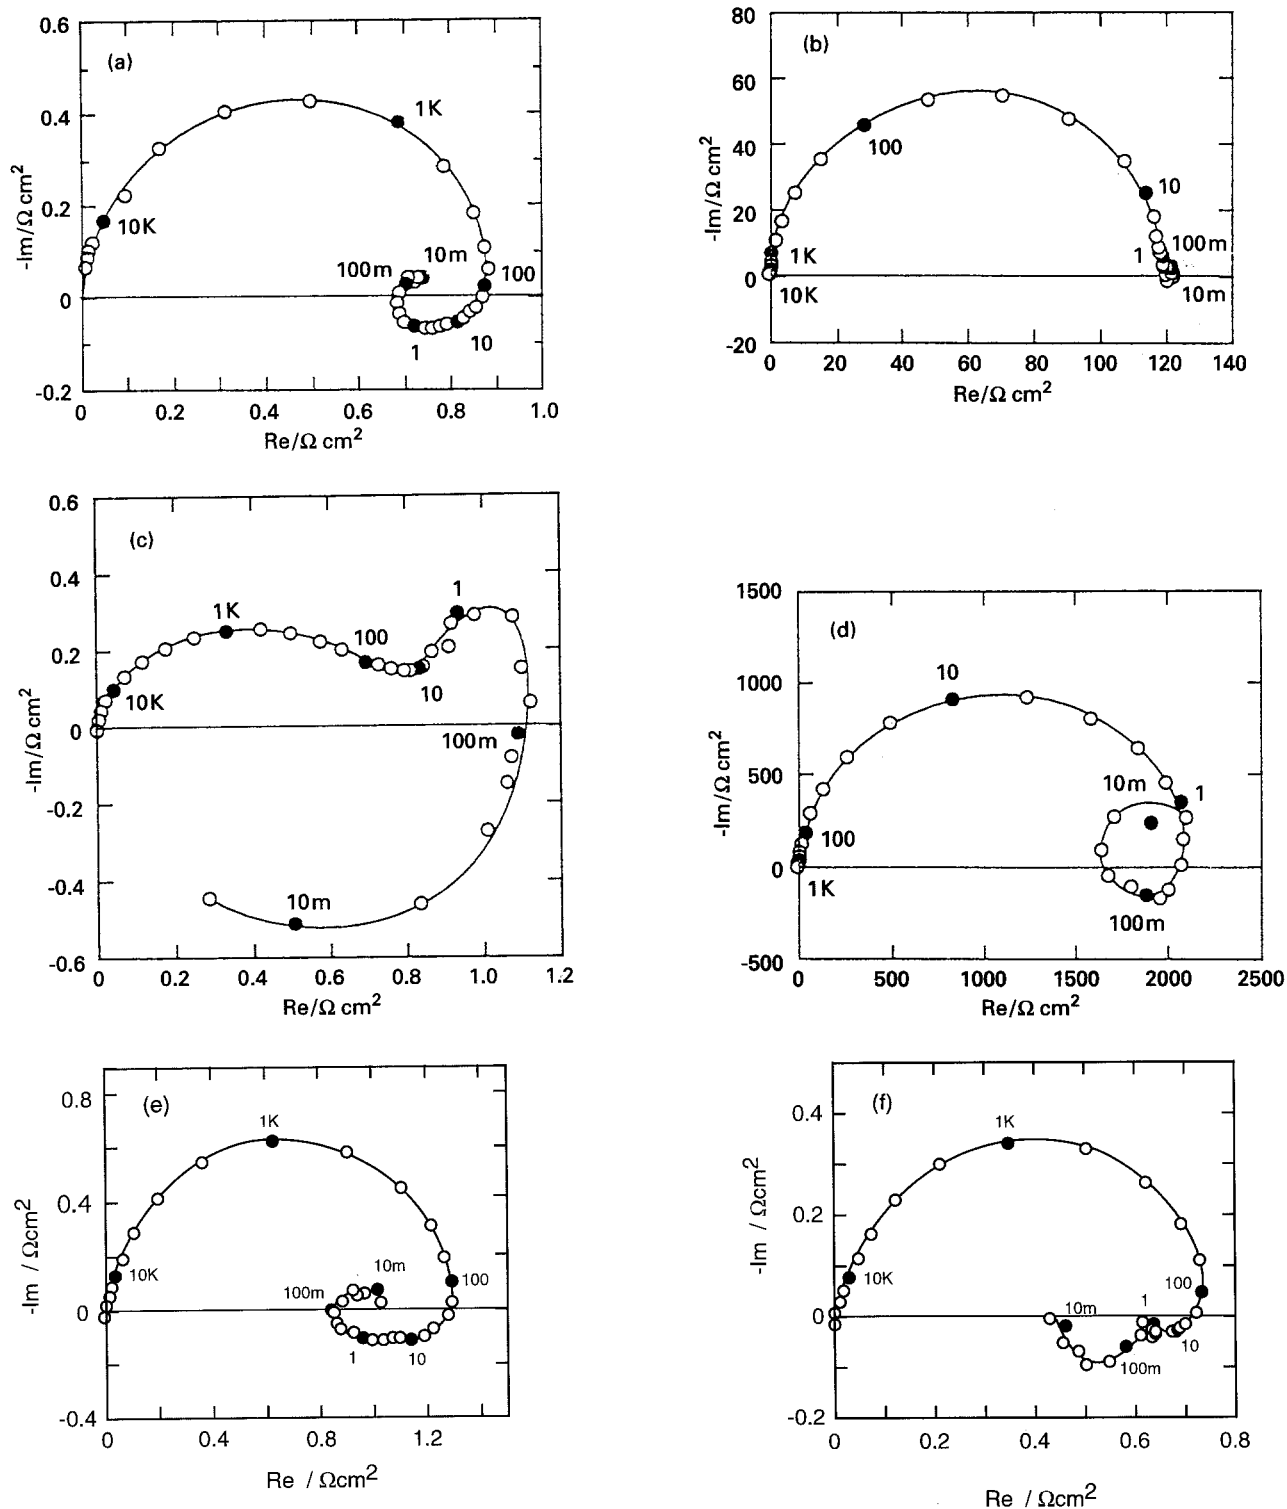 0.6
(a)
1K
0.4
-Im/Ω cm²
0.2
10K
10m
100m
100
0
1
10
-0.2
0 0.2 0.4 0.6 0.8 1.0
Re/Ω cm²
80
(b)
60
100
40
-Im/Ω cm²
10
20
1K
1
100m
0
10K
10m
-20
0 20 40 60 80 100 120 140
Re/Ω cm²
0.6
(c)
0.4
1K
1
100
0.2
10K
10
-Im/Ω cm²
0
100m
-0.2
-0.4
10m
-0.6
0 0.2 0.4 0.6 0.8 1.0 1.2
Re/Ω cm²
1500
(d)
10
1000
-Im/Ω cm²
500
10m
1
100
0
1K
100m
-500
0 500 1000 1500 2000 2500
Re/Ω cm²
0.8
(e)
1K
0.4
-Im / Ωcm²
10K
10m
100m
100
0
1
10
-0.4
0 0.4 0.8 1.2
Re / Ωcm²
(f)
0.4
1K
0.2
-Im / Ωcm²
10K
100
0
10m
1
10
100m
-0.2
0 0.2 0.4 0.6 0.8
Re / Ωcm²